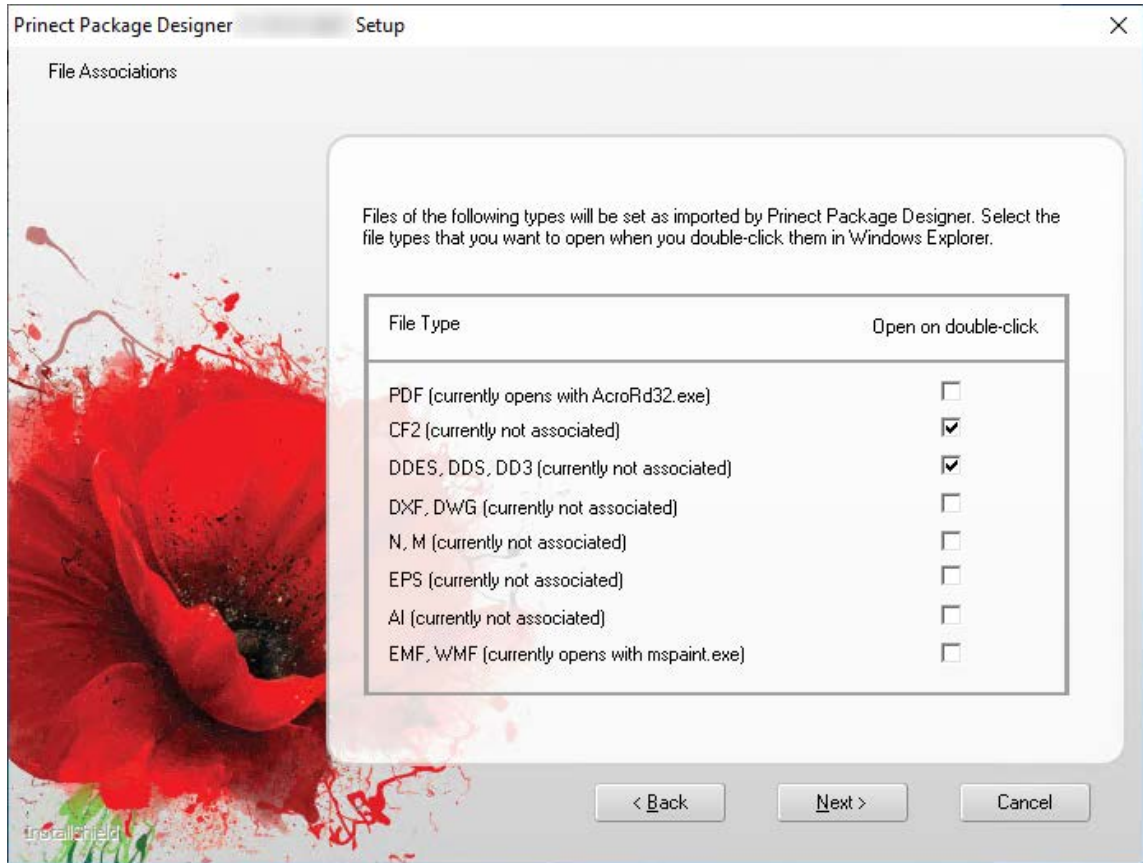 Prinect Package Designer Setup
File Associations
Files of the following types will be set as imported by Prinect Package Designer. Select the
file types that you want to open when you double-click them in Windows Explorer.
File Type Open on double-click
PDF (currently opens with AcroRd32.exe)
CF2 (currently not associated)
DDES, DDS, DD3 (currently not associated)
DXF, DWG (currently not associated)
N, M (currently not associated)
EPS (currently not associated)
AI (currently not associated)
EMF, WMF (currently opens with mspaint.exe)
< Back Next > Cancel
InstallShield